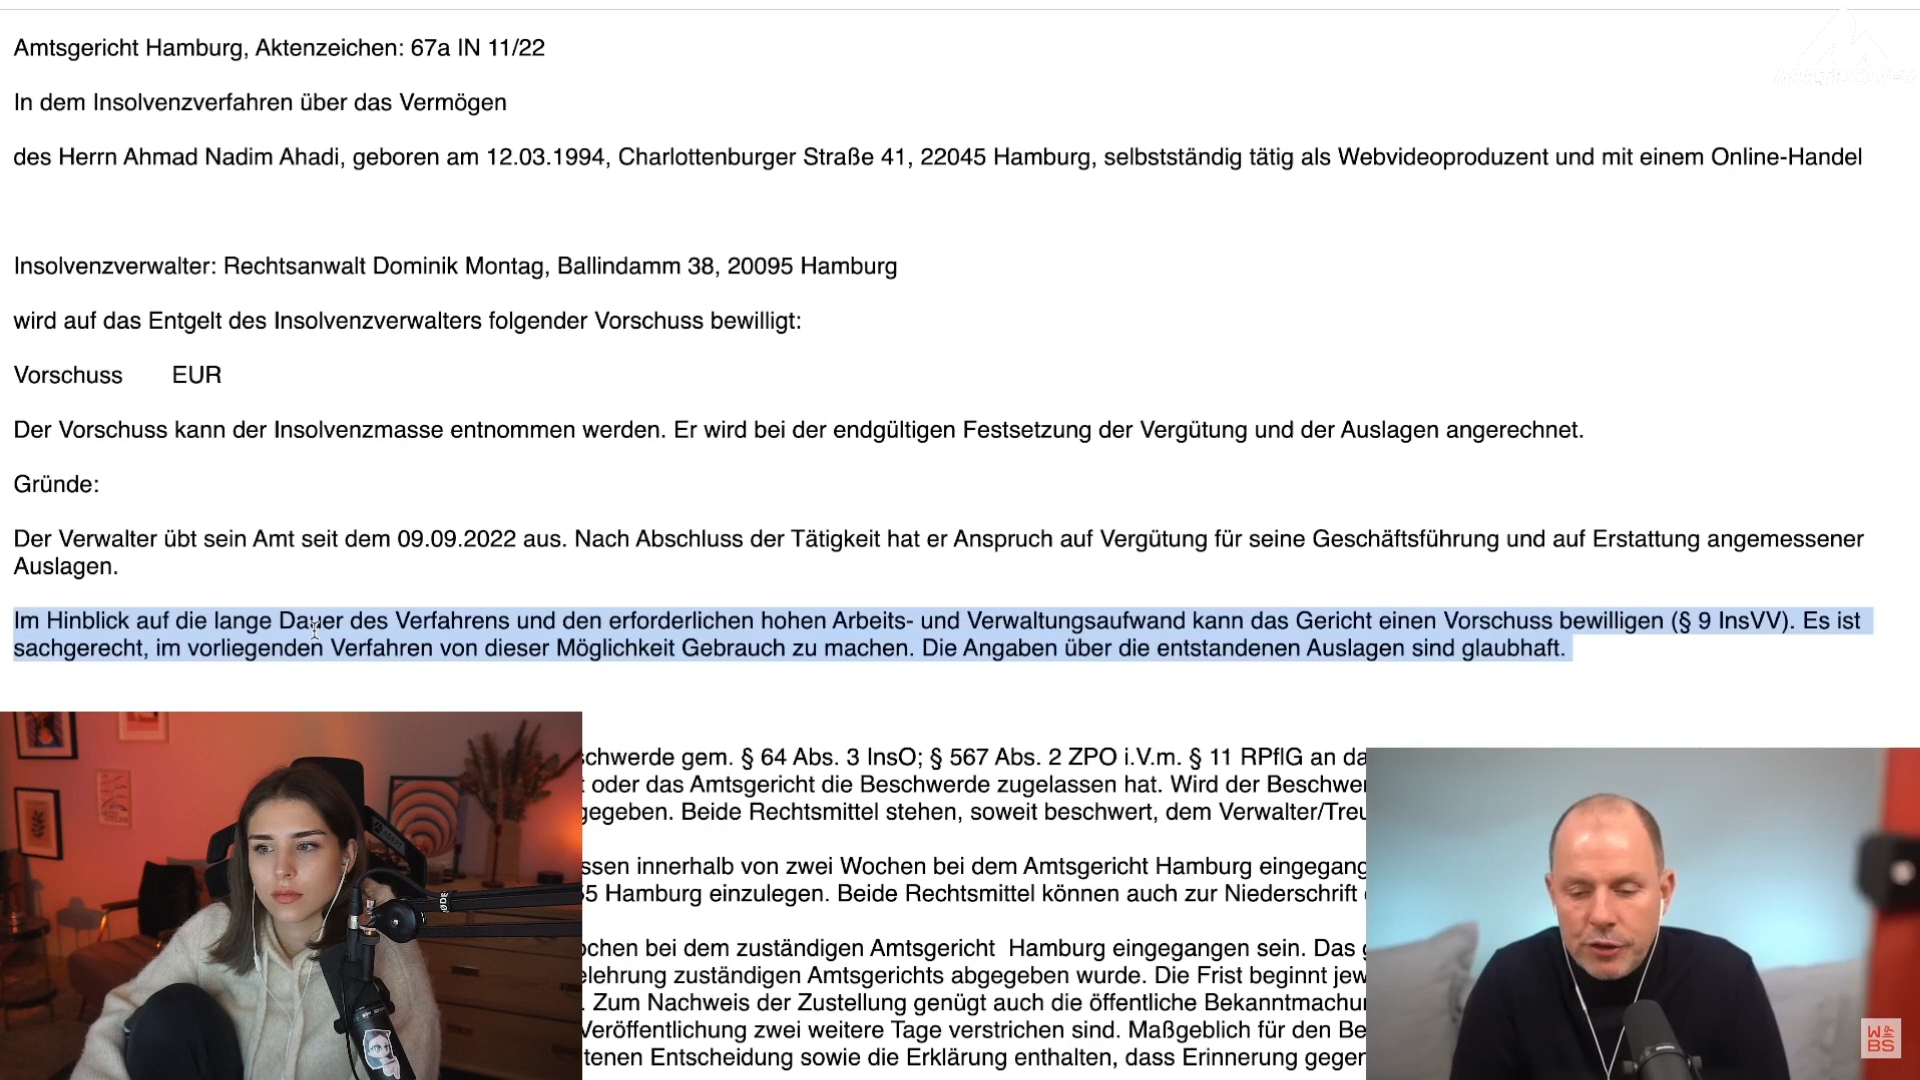 Amtsgericht Hamburg, Aktenzeichen: 67a IN 11/22
In dem Insolvenzverfahren über das Vermögen
des Herrn Ahmad Nadim Ahadi, geboren am 12.03.1994, Charlottenburger Straße 41, 22045 Hamburg, selbstständig tätig als Webvideoproduzent und mit einem Online-Handel
Insolvenzverwalter: Rechtsanwalt Dominik Montag, Ballindamm 38, 20095 Hamburg
wird auf das Entgelt des Insolvenzverwalters folgender Vorschuss bewilligt:
Vorschuss EUR
Der Vorschuss kann der Insolvenzmasse entnommen werden. Er wird bei der endgültigen Festsetzung der Vergütung und der Auslagen angerechnet.
Gründe:
Der Verwalter übt sein Amt seit dem 09.09.2022 aus. Nach Abschluss der Tätigkeit hat er Anspruch auf Vergütung für seine Geschäftsführung und auf Erstattung angemessener
Auslagen.
Im Hinblick auf die lange Dauer des Verfahrens und den erforderlichen hohen Arbeits- und Verwaltungsaufwand kann das Gericht einen Vorschuss bewilligen (§ 9 InsVV). Es ist
sachgerecht, im vorliegenden Verfahren von dieser Möglichkeit Gebrauch zu machen. Die Angaben über die entstandenen Auslagen sind glaubhaft.
schwerde gem. § 64 Abs. 3 InsO; § 567 Abs. 2 ZPO i.V.m. § 11 RPflG an da
oder das Amtsgericht die Beschwerde zugelassen hat. Wird der Beschwer
gegeben. Beide Rechtsmittel stehen, soweit beschwert, dem Verwalter/Treu
ssen innerhalb von zwei Wochen bei dem Amtsgericht Hamburg eingegang
5 Hamburg einzulegen. Beide Rechtsmittel können auch zur Niederschrift
ochen bei dem zuständigen Amtsgericht Hamburg eingegangen sein. Das g
elehrung zuständigen Amtsgerichts abgegeben wurde. Die Frist beginnt jew
. Zum Nachweis der Zustellung genügt auch die öffentliche Bekanntmachun
Veröffentlichung zwei weitere Tage verstrichen sind. Maßgeblich für den Be
tenen Entscheidung sowie die Erklärung enthalten, dass Erinnerung gegen
RØDE
WBS